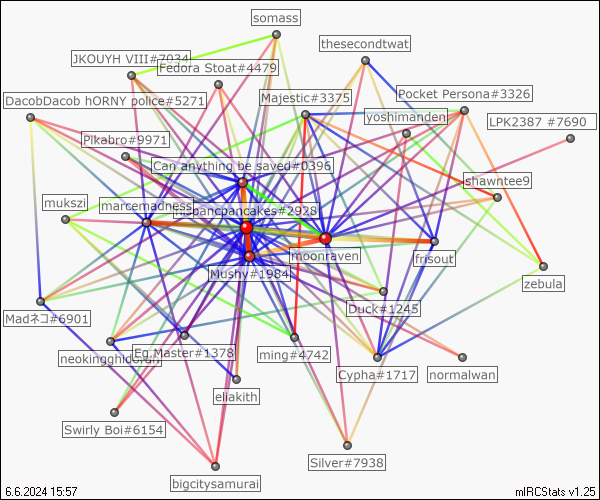 somass
thesecondtwat
JKOUYH VIII#7034
Fedora Stoat#4479
DacobDacob hORNY police#5271
Majestic#3375
Pocket Persona#3326
yoshimanden
LPK2387 #7690
Pikabro#9971
Can anything be saved#0396
shawntee9
mukszi
marcemadness
#2928
moonraven
frisout
Mushy#1984
zebula
Madネコ#6901
Duck#1245
Eg.Master#1378
ming#4742
Cypha#1717
normalwan
eliakith
Swirly Boi#6154
Silver#7938
bigcitysamurai
6.6.2024 15:57
mIRCStats v1.25